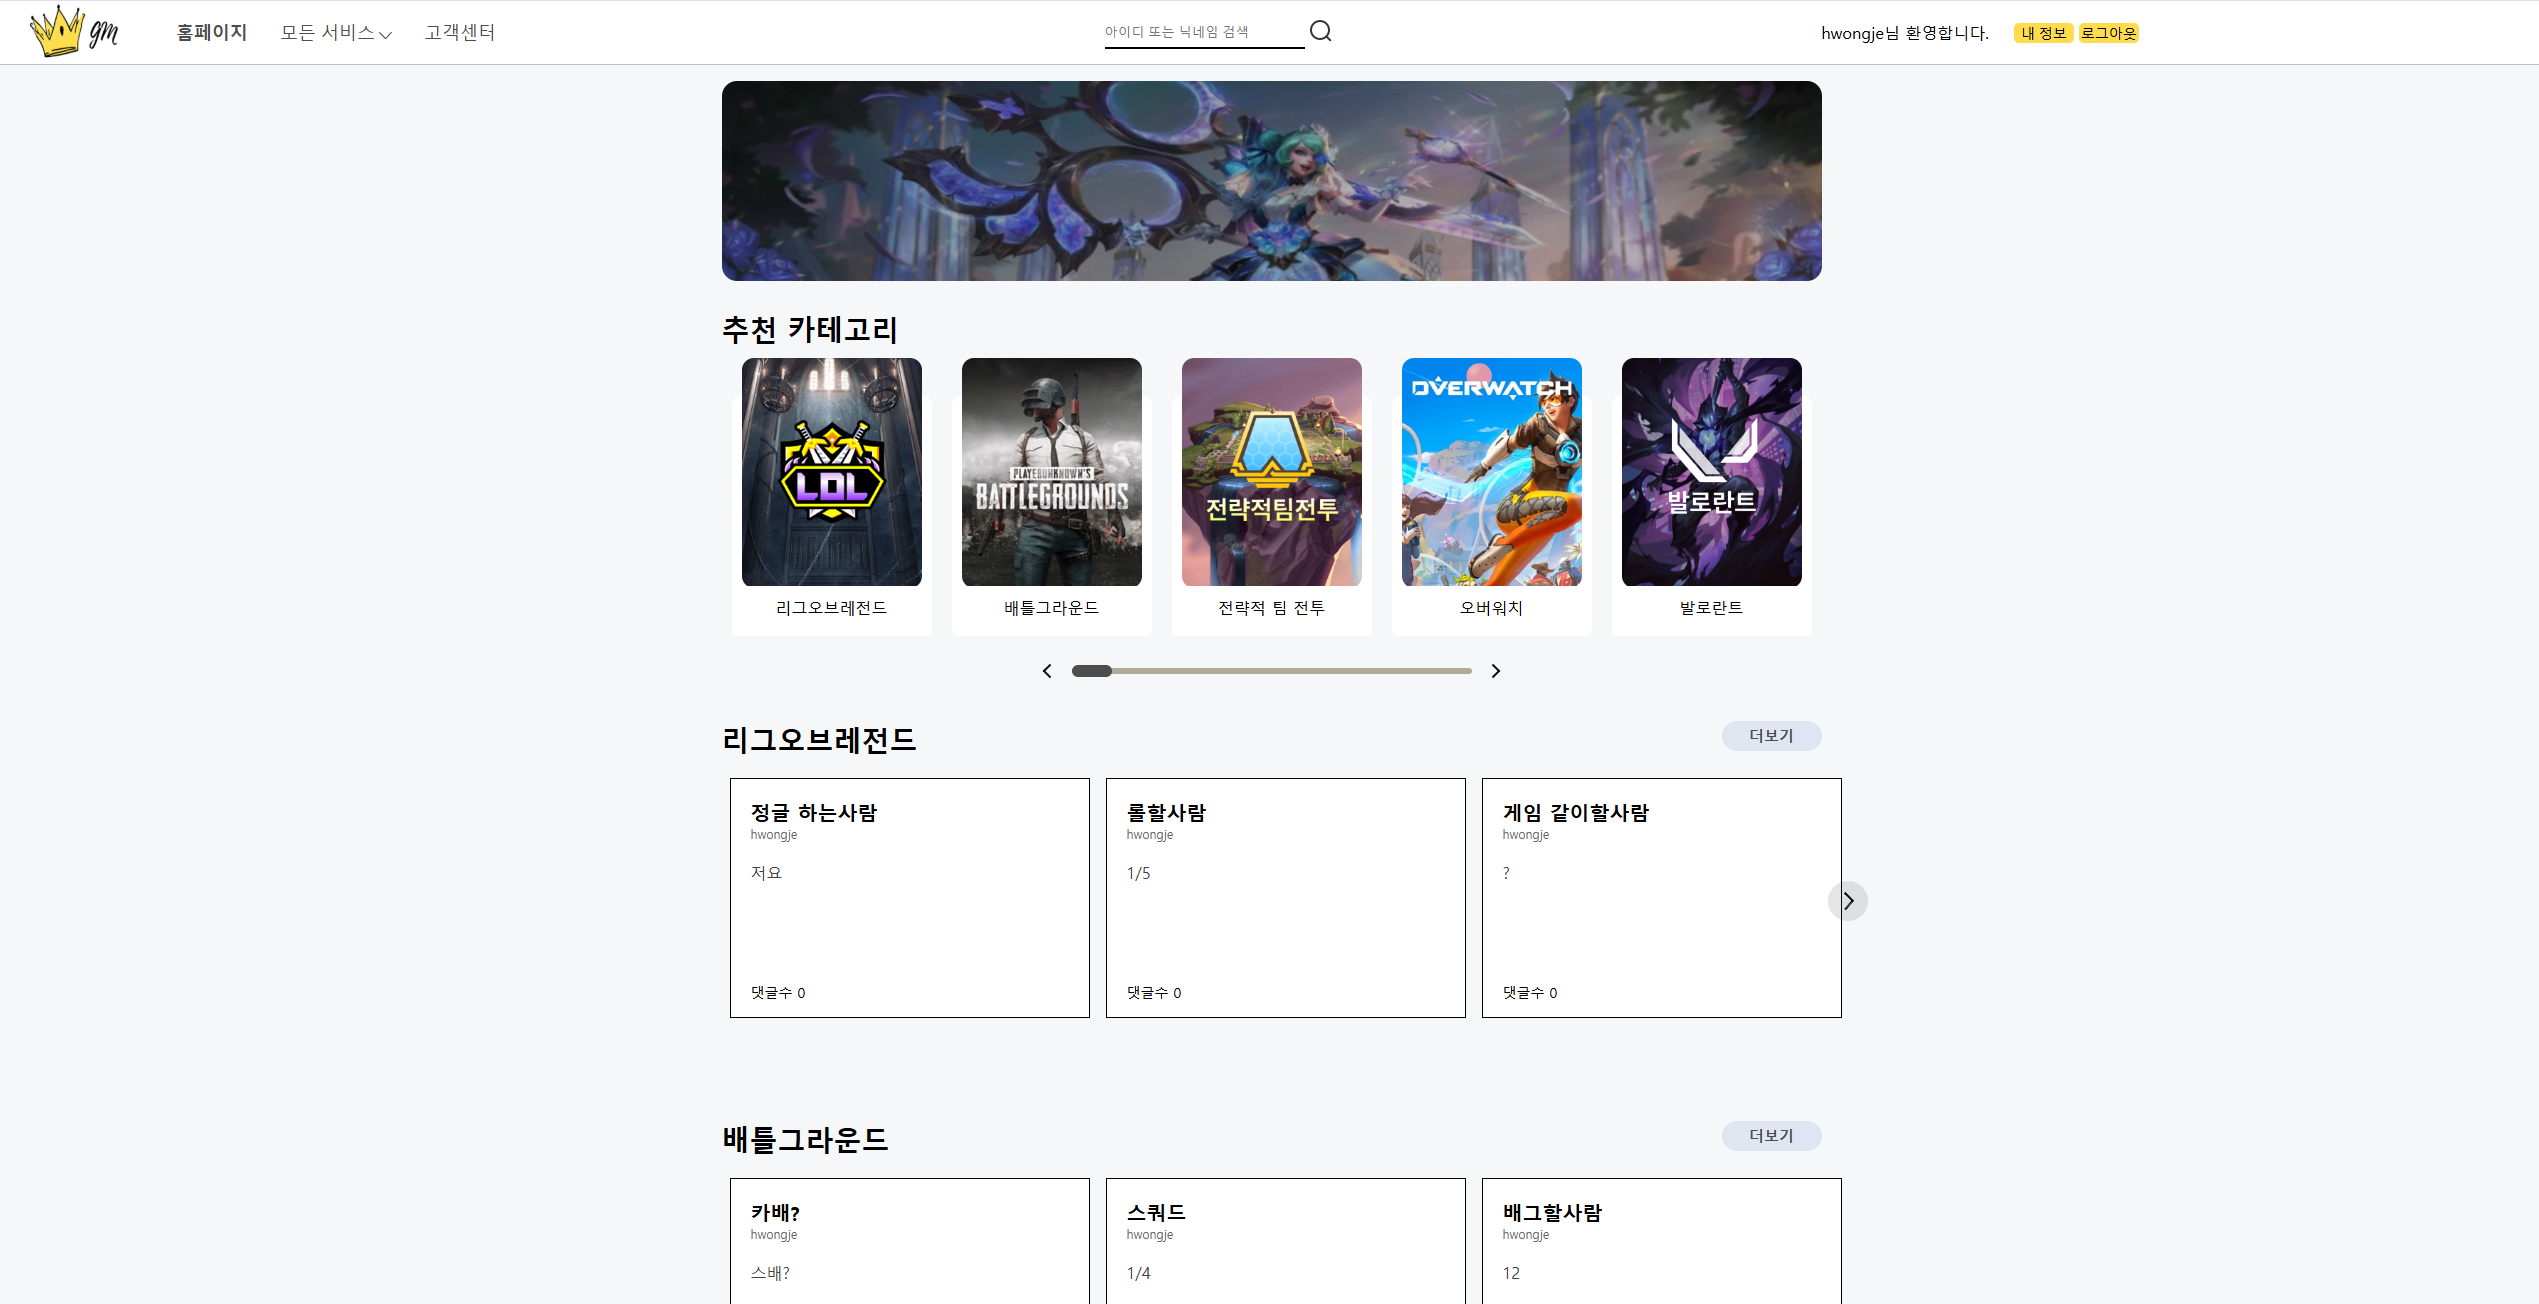 gm
홈페이지 모든 서비스 고객센터
아이디 또는 닉네임 검색
hwongje님 환영합니다. 내 정보 로그아웃
추천 카테고리
LOL
PLAYERUNKNOWN'S
BATTLEGROUNDS
전략적팀전투
OVERWATCH
발로란트
리그오브레전드 배틀그라운드 전략적 팀 전투 오버워치 발로란트
리그오브레전드 더보기
정글 하는사람 롤할사람 게임 같이할사람
hwongje hwongje hwongje
저요 1/5 ?
댓글수 0 댓글수 0 댓글수 0
배틀그라운드 더보기
카배? 스쿼드 배그할사람
hwongje hwongje hwongje
스배? 1/4 12